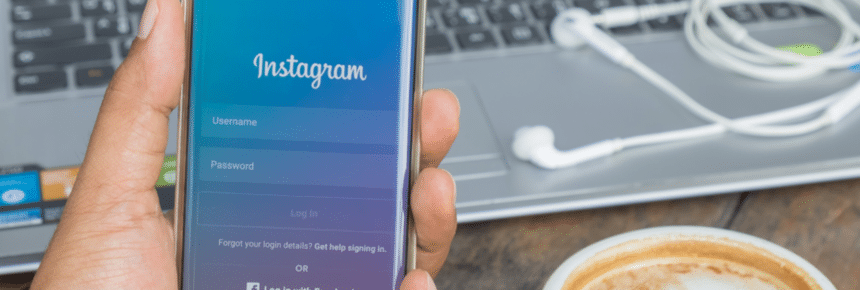 Instagram
Username
Password
Log In
Forgot your login details? Get help signing in.
OR